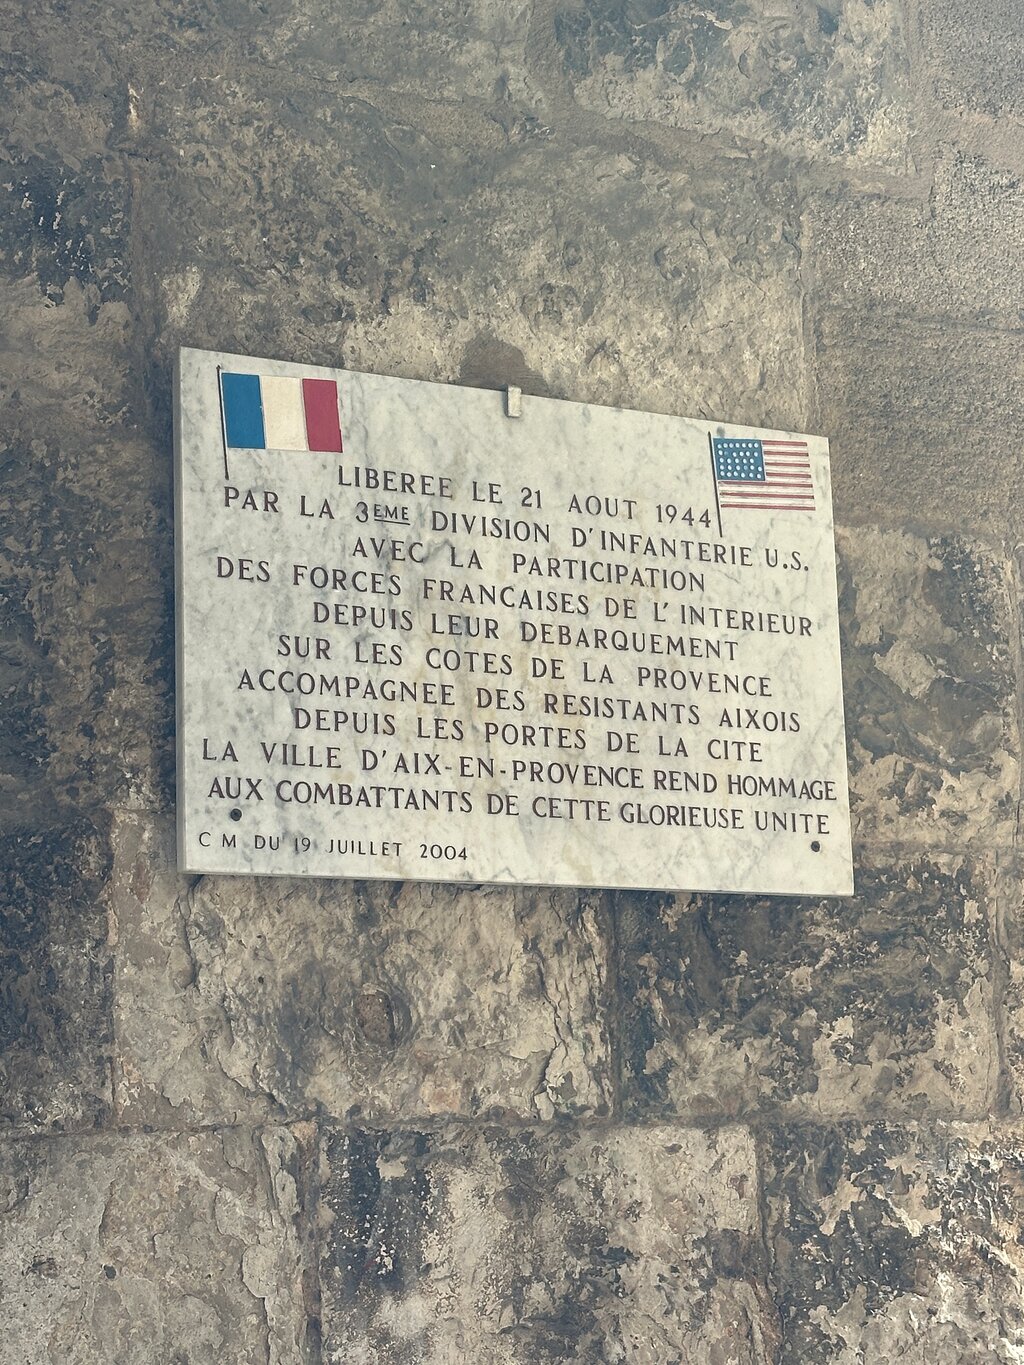 LIBEREE LE 21 AOUT 1944
PAR LA 3EME DIVISION D'INFANTERIE U.S.
AVEC LA PARTICIPATION
DES FORCES FRANCAISES DE L'INTERIEUR
DEPUIS LEUR DEBARQUEMENT
SUR LES COTES DE LA PROVENCE
ACCOMPAGNEE DES RESISTANTS AIXOIS
DEPUIS LES PORTES DE LA CITE
LA VILLE D'AIX-EN-PROVENCE REND HOMMAGE
AUX COMBATTANTS DE CETTE GLORIEUSE UNITE
C M DU 19 JUILLET 2004